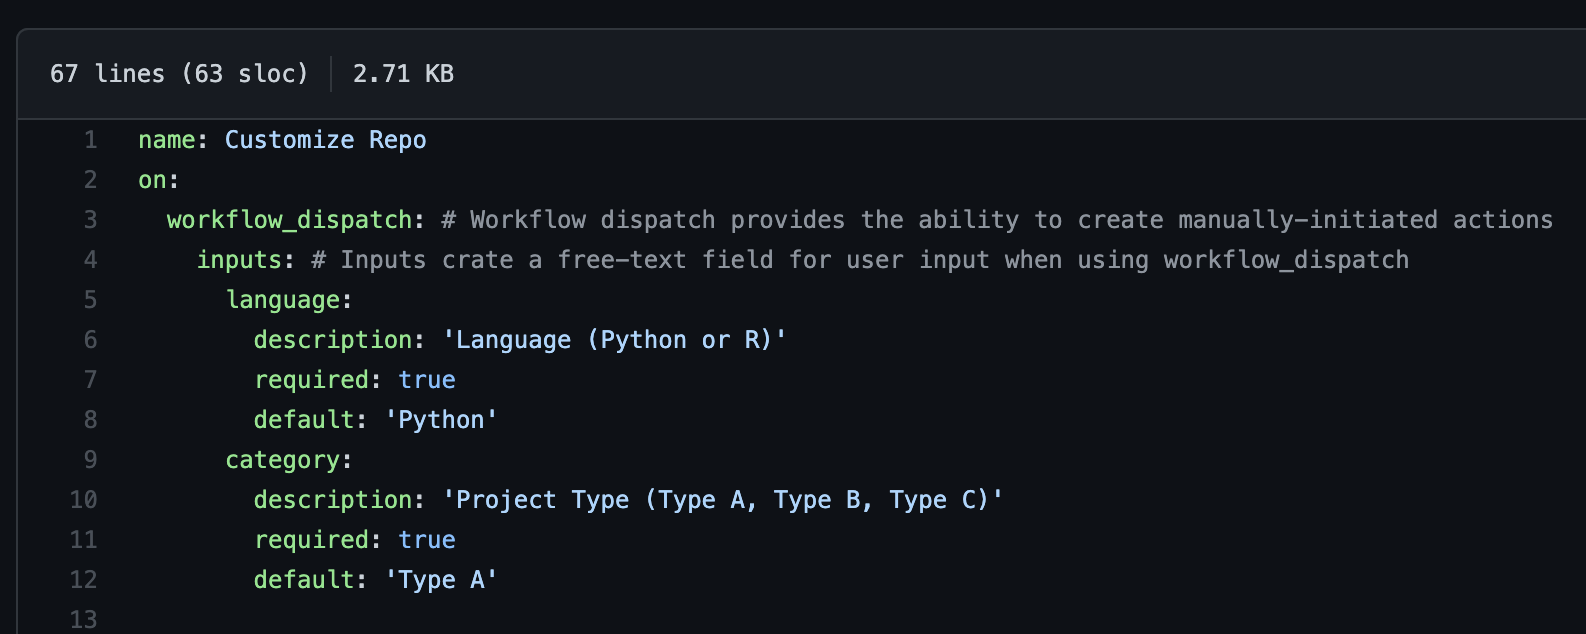 67 lines (63 sloc) 2.71 KB
1 name: Customize Repo
2 on:
3   workflow_dispatch: # Workflow dispatch provides the ability to create manually-initiated actions
4     inputs: # Inputs crate a free-text field for user input when using workflow_dispatch
5       language:
6         description: 'Language (Python or R)'
7         required: true
8         default: 'Python'
9       category:
10         description: 'Project Type (Type A, Type B, Type C)'
11         required: true
12         default: 'Type A'
13